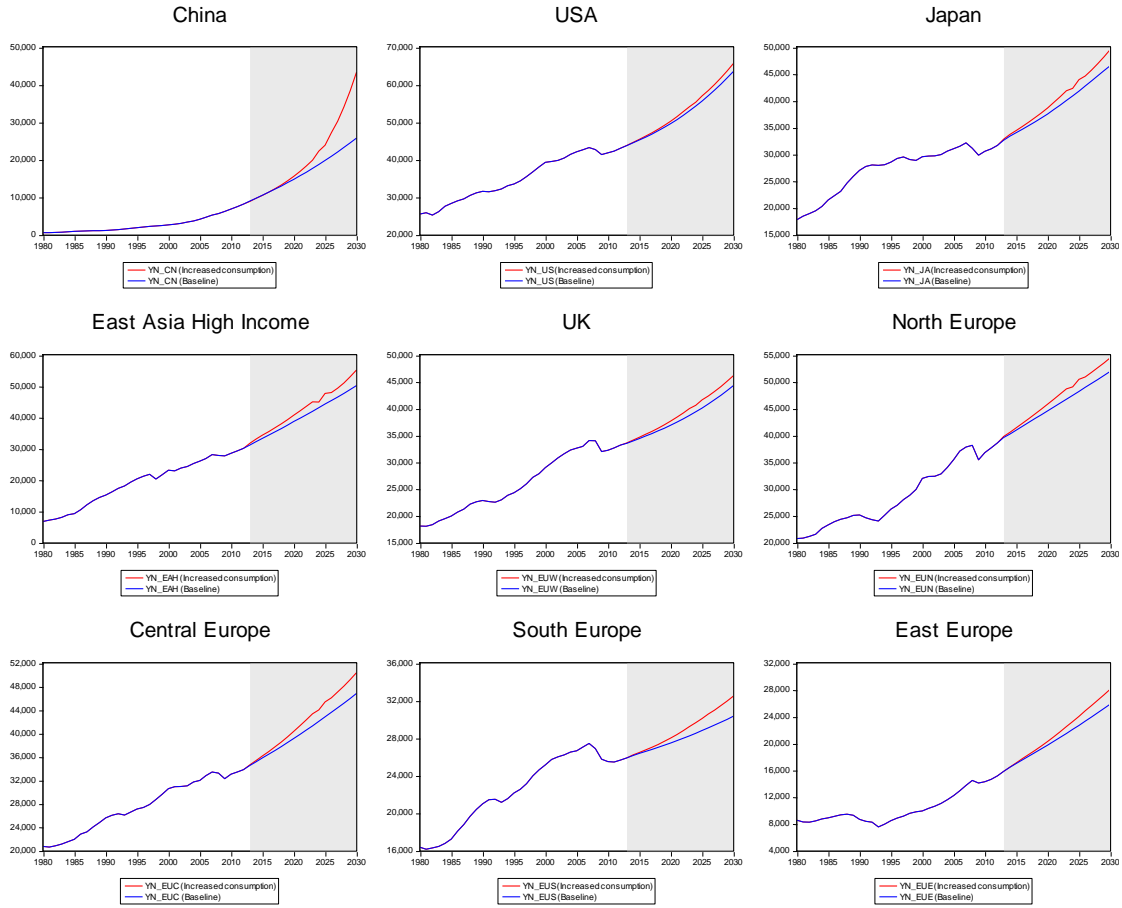 China
50,000
40,000
30,000
20,000
10,000
0
1980 1985 1990 1995 2000 2005 2010 2015 2020 2025 2030
YN_CN (Increased consumption)
YN_CN (Baseline)
USA
70,000
60,000
50,000
40,000
30,000
20,000
1980 1985 1990 1995 2000 2005 2010 2015 2020 2025 2030
YN_US (Increased consumption)
YN_US (Baseline)
Japan
50,000
45,000
40,000
35,000
30,000
25,000
20,000
15,000
1980 1985 1990 1995 2000 2005 2010 2015 2020 2025 2030
YN_JA (Increased consumption)
YN_JA (Baseline)
East Asia High Income
60,000
50,000
40,000
30,000
20,000
10,000
0
1980 1985 1990 1995 2000 2005 2010 2015 2020 2025 2030
YN_EAH (Increased consumption)
YN_EAH (Baseline)
UK
50,000
45,000
40,000
35,000
30,000
25,000
20,000
15,000
1980 1985 1990 1995 2000 2005 2010 2015 2020 2025 2030
YN_EUW (Increased consumption)
YN_EUW (Baseline)
North Europe
55,000
50,000
45,000
40,000
35,000
30,000
25,000
20,000
1980 1985 1990 1995 2000 2005 2010 2015 2020 2025 2030
YN_EUN (Increased consumption)
YN_EUN (Baseline)
Central Europe
52,000
48,000
44,000
40,000
36,000
32,000
28,000
24,000
20,000
1980 1985 1990 1995 2000 2005 2010 2015 2020 2025 2030
YN_EUC (Increased consumption)
YN_EUC (Baseline)
South Europe
36,000
32,000
28,000
24,000
20,000
16,000
1980 1985 1990 1995 2000 2005 2010 2015 2020 2025 2030
YN_EUS (Increased consumption)
YN_EUS (Baseline)
East Europe
32,000
28,000
24,000
20,000
16,000
12,000
8,000
4,000
1980 1985 1990 1995 2000 2005 2010 2015 2020 2025 2030
YN_EUE (Increased consumption)
YN_EUE (Baseline)